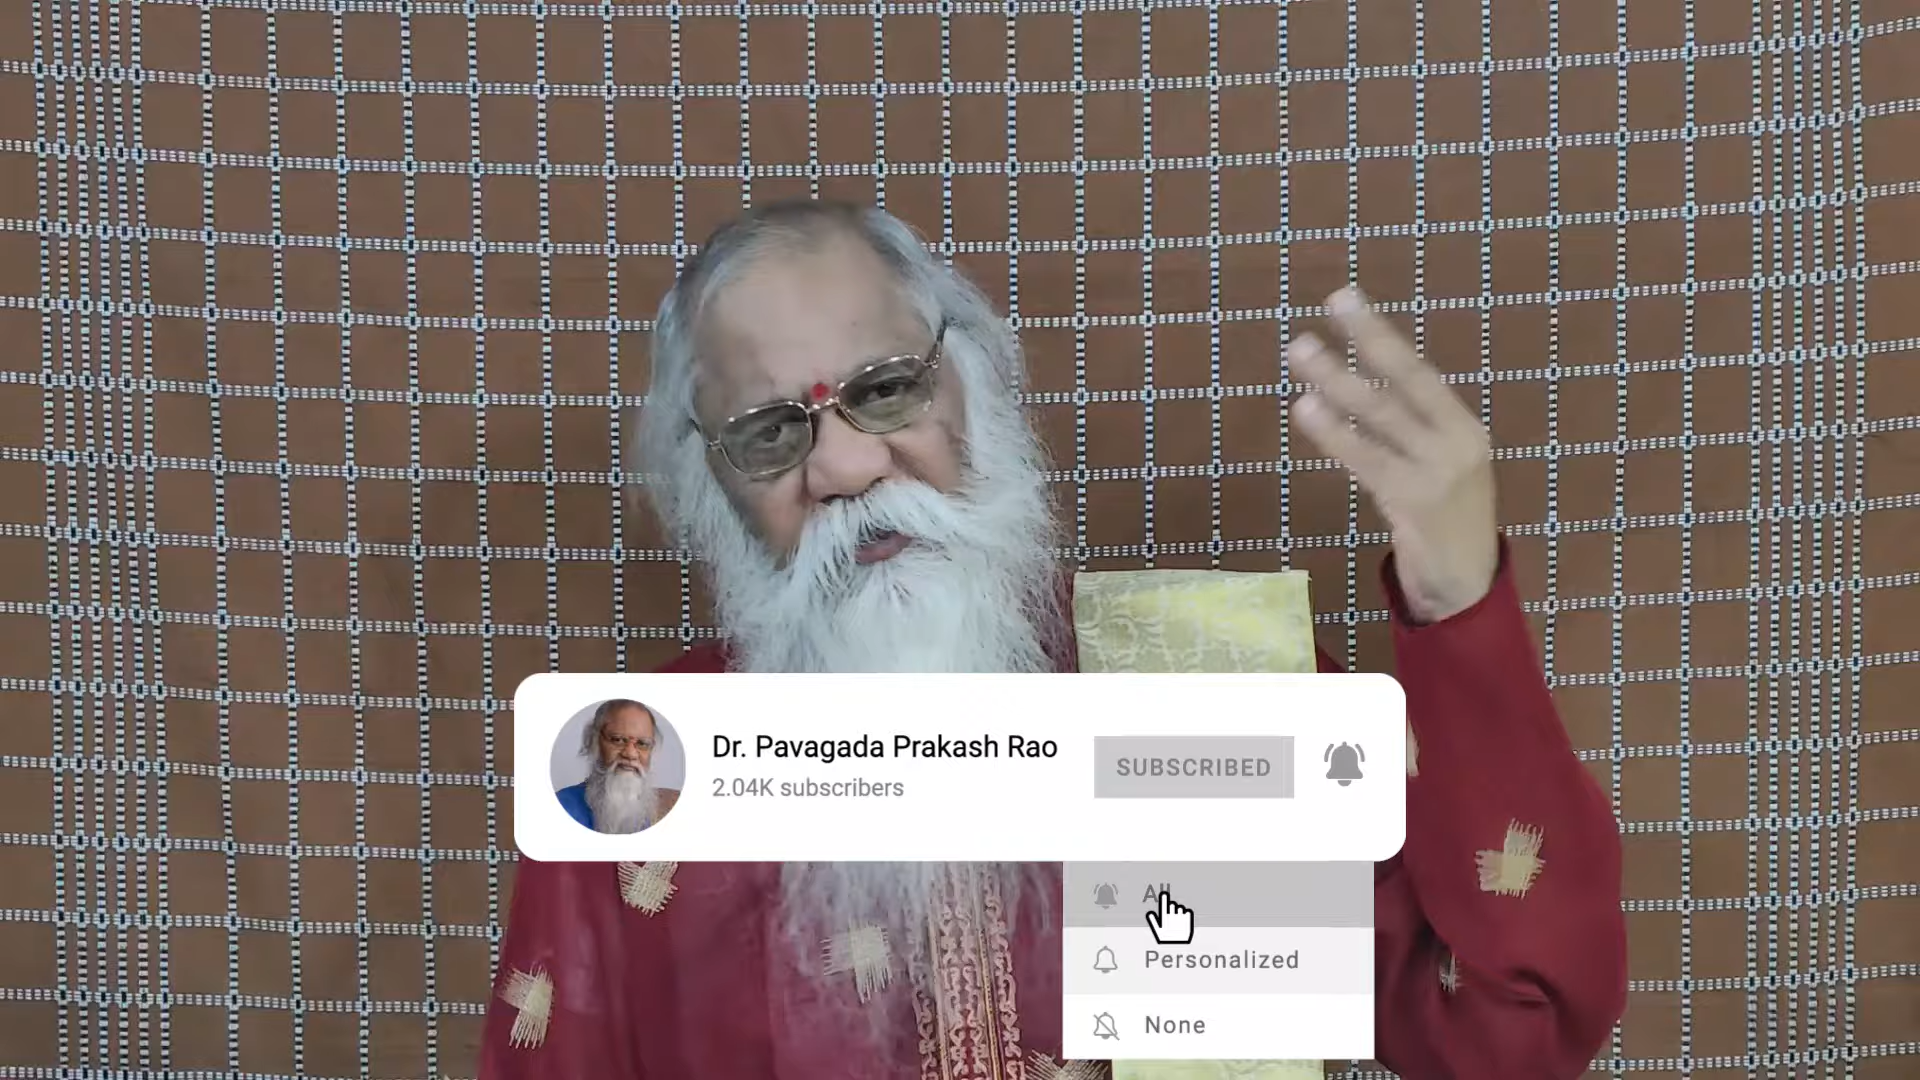 Dr. Pavagada Prakash Rao
2.04K subscribers
SUBSCRIBED
All
Personalized
None